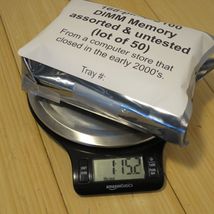 DIMM Memory
assorted & untested
(lot of 50)
From a computer store that
closed in the early 2000's.
Tray #:
115.2
amazonbasics